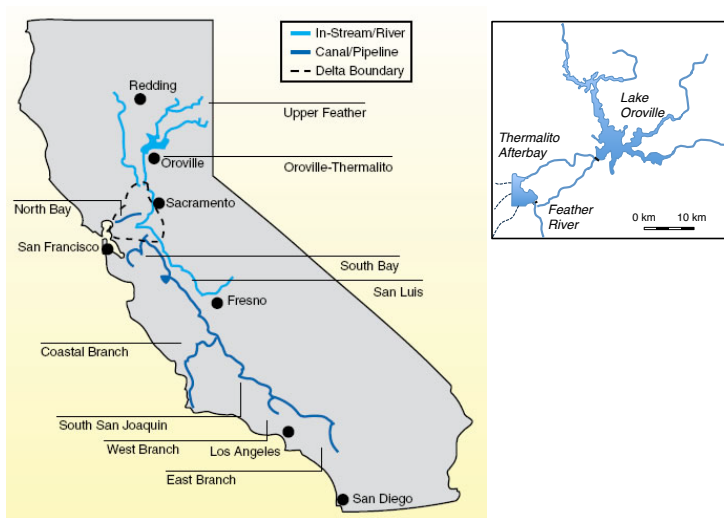 In-Stream/River
Canal/Pipeline
Delta Boundary
Redding
Upper Feather
Oroville
Oroville-Thermalito
North Bay
Sacramento
San Francisco
South Bay
San Luis
Fresno
Coastal Branch
South San Joaquin
West Branch
Los Angeles
East Branch
San Diego
Lake
Oroville
Thermalito
Afterbay
Feather
River
0 km 10 km